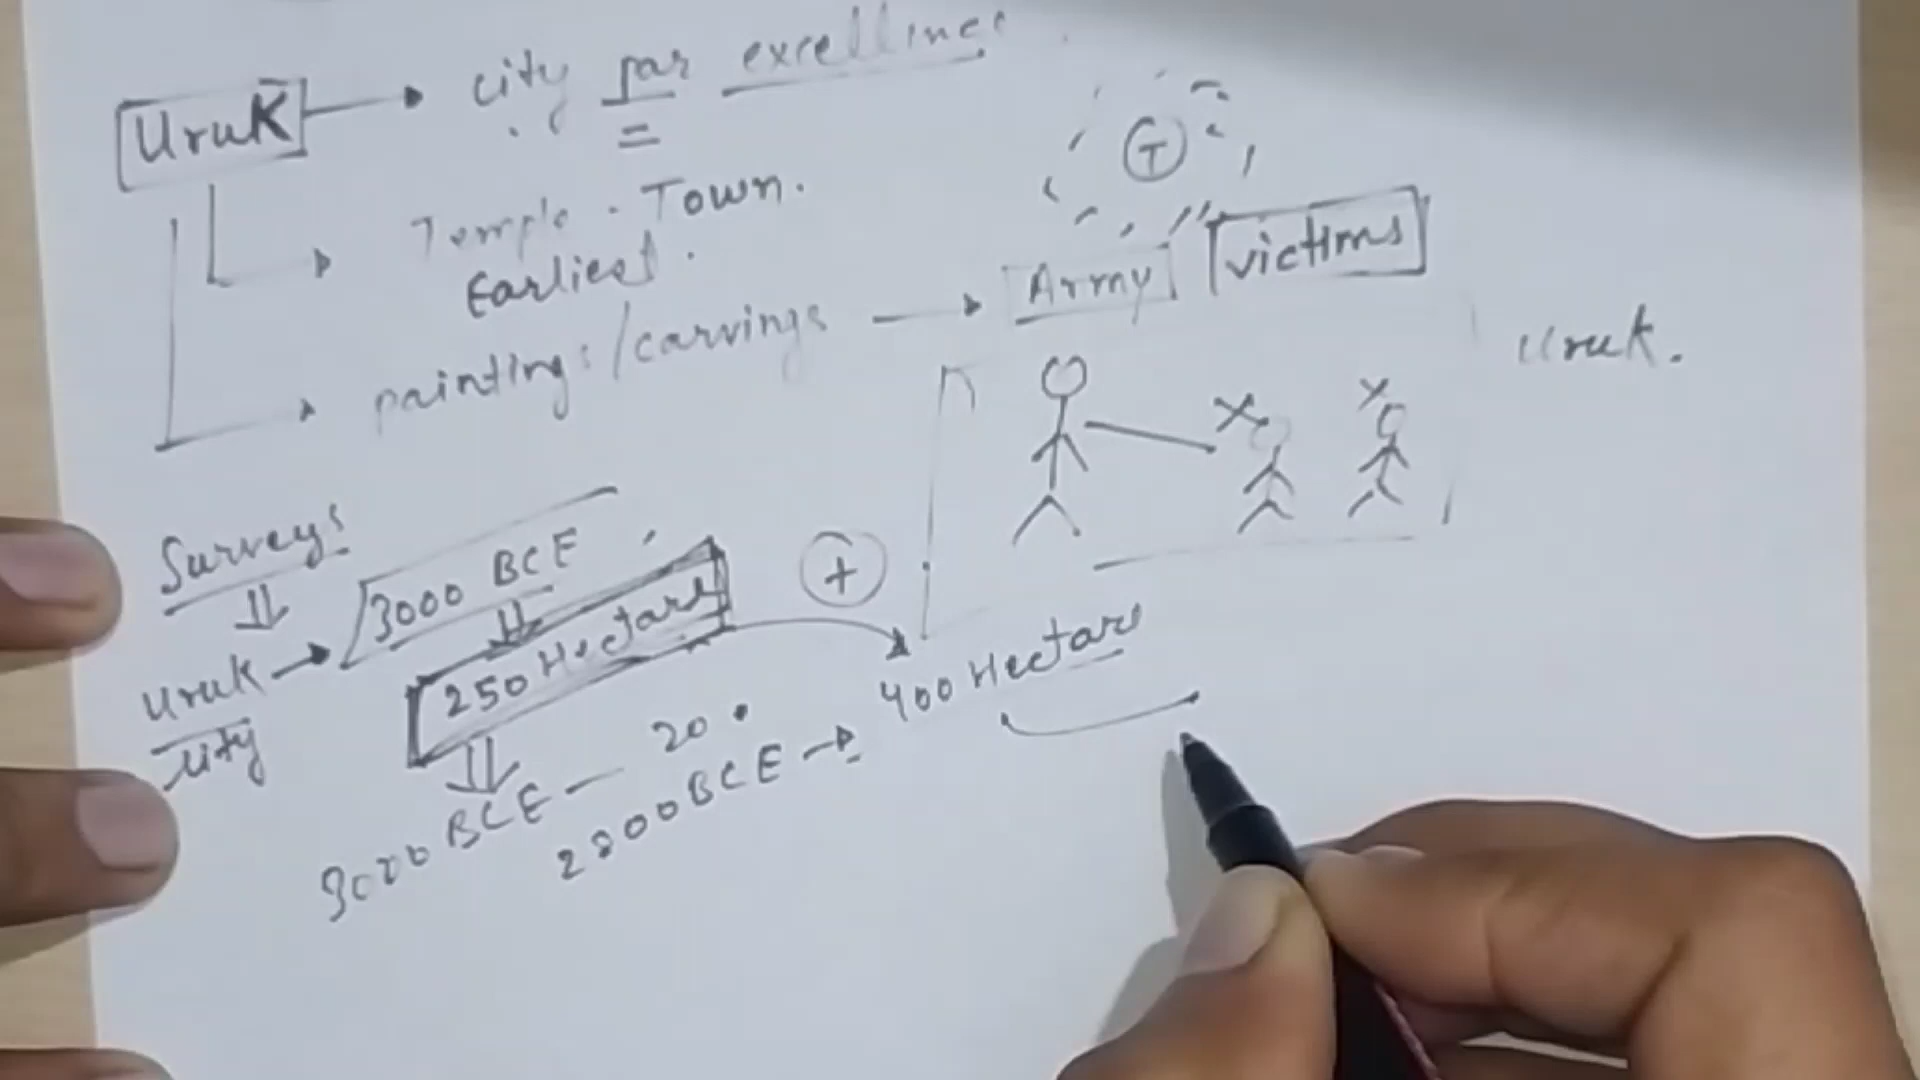 Uruk → city par excellence
T
Temple - Town.
Earliest.
paintings/carvings → Army victims
Uruk.
Surveys
3000 BCE
Uruk →
city
250 Hectare
400 Hectare
3000 BCE — 20
2800 BCE →